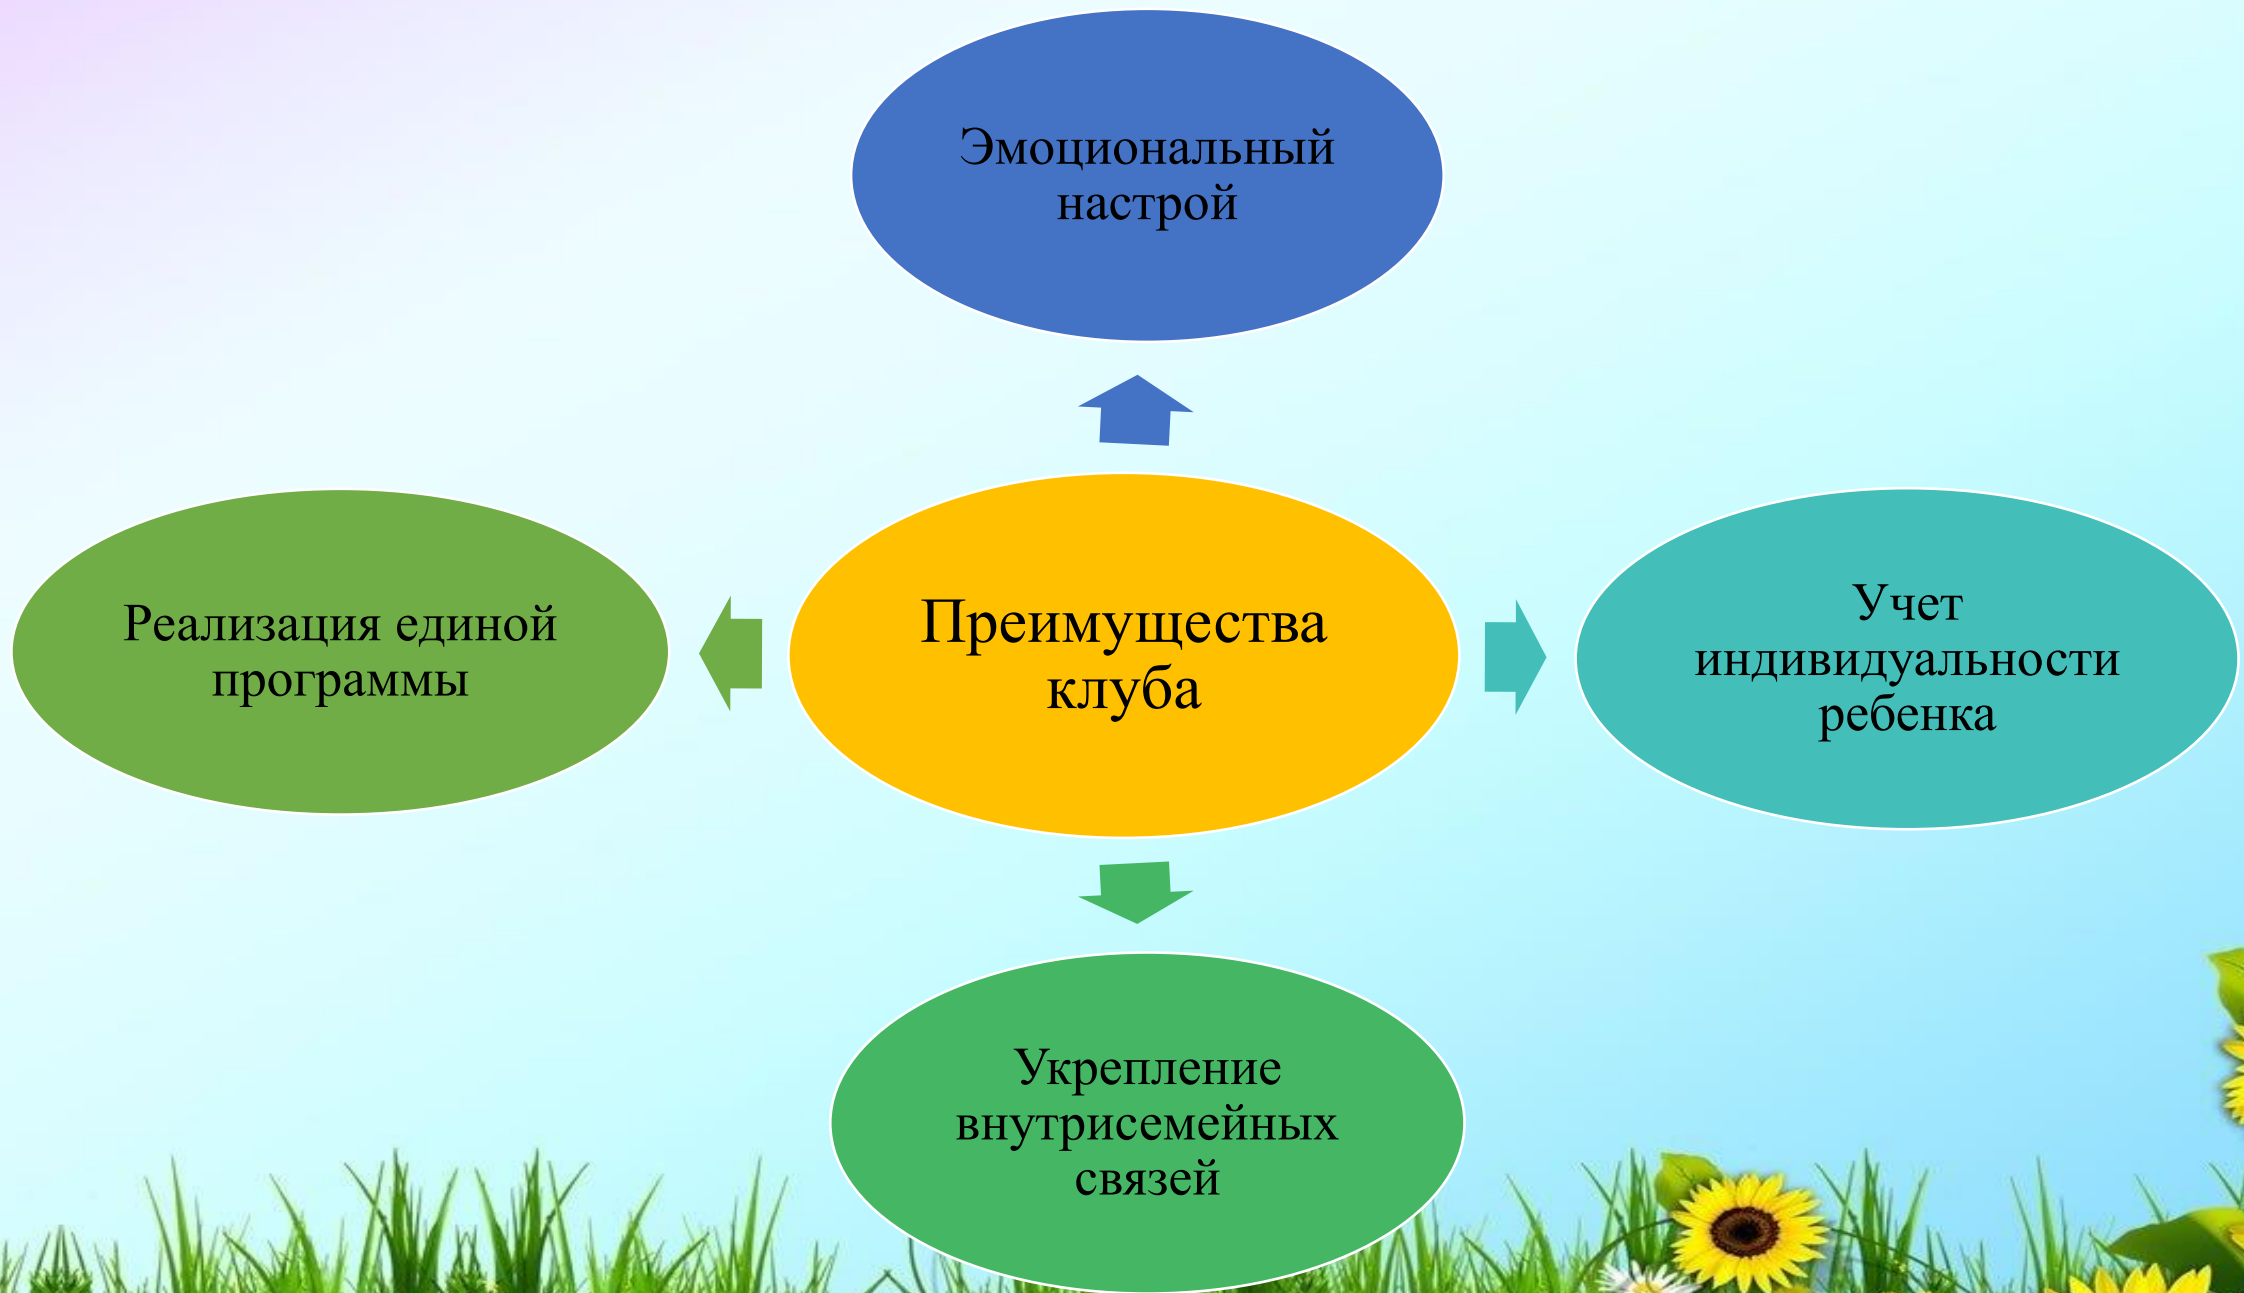 Эмоциональный
настрой
Реализация единой
программы
Преимущества
клуба
Учет
индивидуальности
ребенка
Укрепление
внутрисемейных
связей